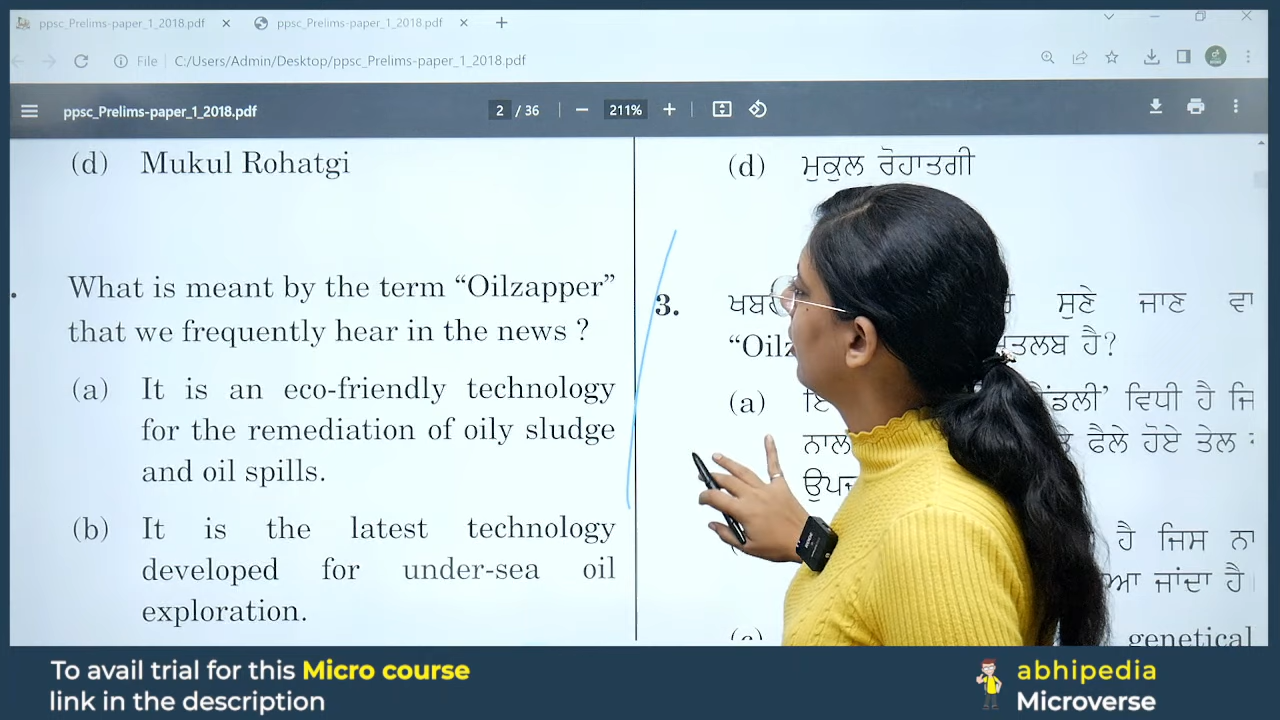 ppsc_Prelims-paper_1_2018.pdf
ppsc_Prelims-paper_1_2018.pdf
File
C:/Users/Admin/Desktop/ppsc_Prelims-paper_1_2018.pdf
ppsc_Prelims-paper_1_2018.pdf
2 / 36
211%
(d) Mukul Rohatgi
What is meant by the term “Oilzapper”
that we frequently hear in the news ?
(a) It is an eco-friendly technology
for the remediation of oily sludge
and oil spills.
(b) It is the latest technology
developed for under-sea oil
exploration.
(d) ਮੁਕੁਲ ਰੋਹਾਤਗੀ
3.
ਸੁਣੇ ਜਾਣ
ਹੈ?
(a)
ਵਿਧੀ ਹੈ
ਫੈਲੇ ਹੋਏ ਤੇਲ
ਹੈ ਜਿਸ
ਜਾਂਦਾ ਹੈ।
To avail trial for this Micro course
link in the description
abhipedia
Microverse